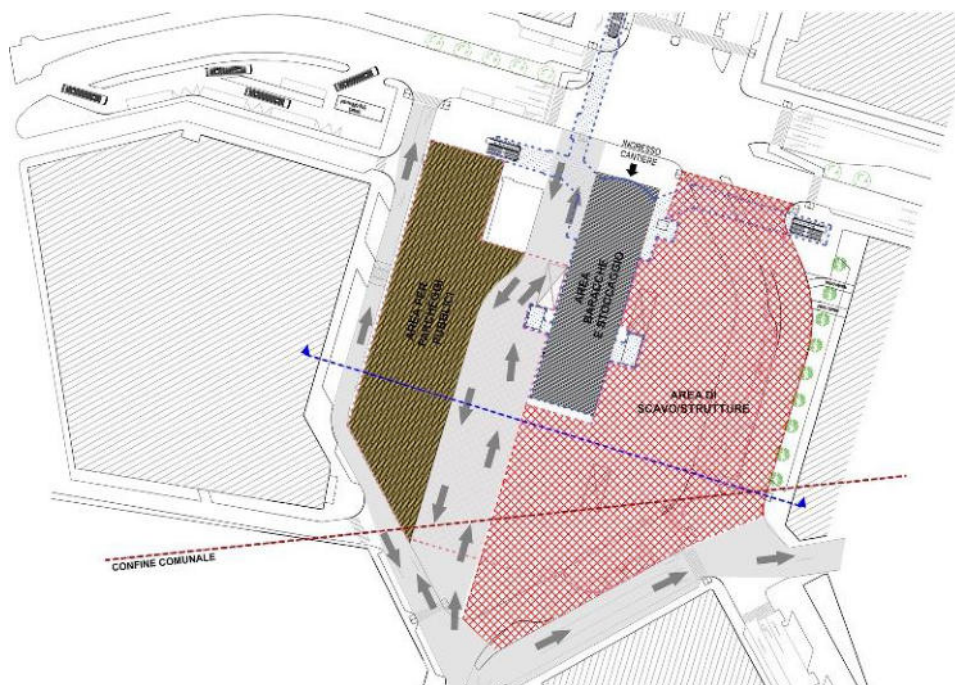 INGRESSO
CANTIERE
AREA PER
PARCHEGGI
PUBBLICI
AREA
BARACCHE
E STOCCAGGIO
AREA DI
SCAVO/STRUTTURE
CONFINE COMUNALE